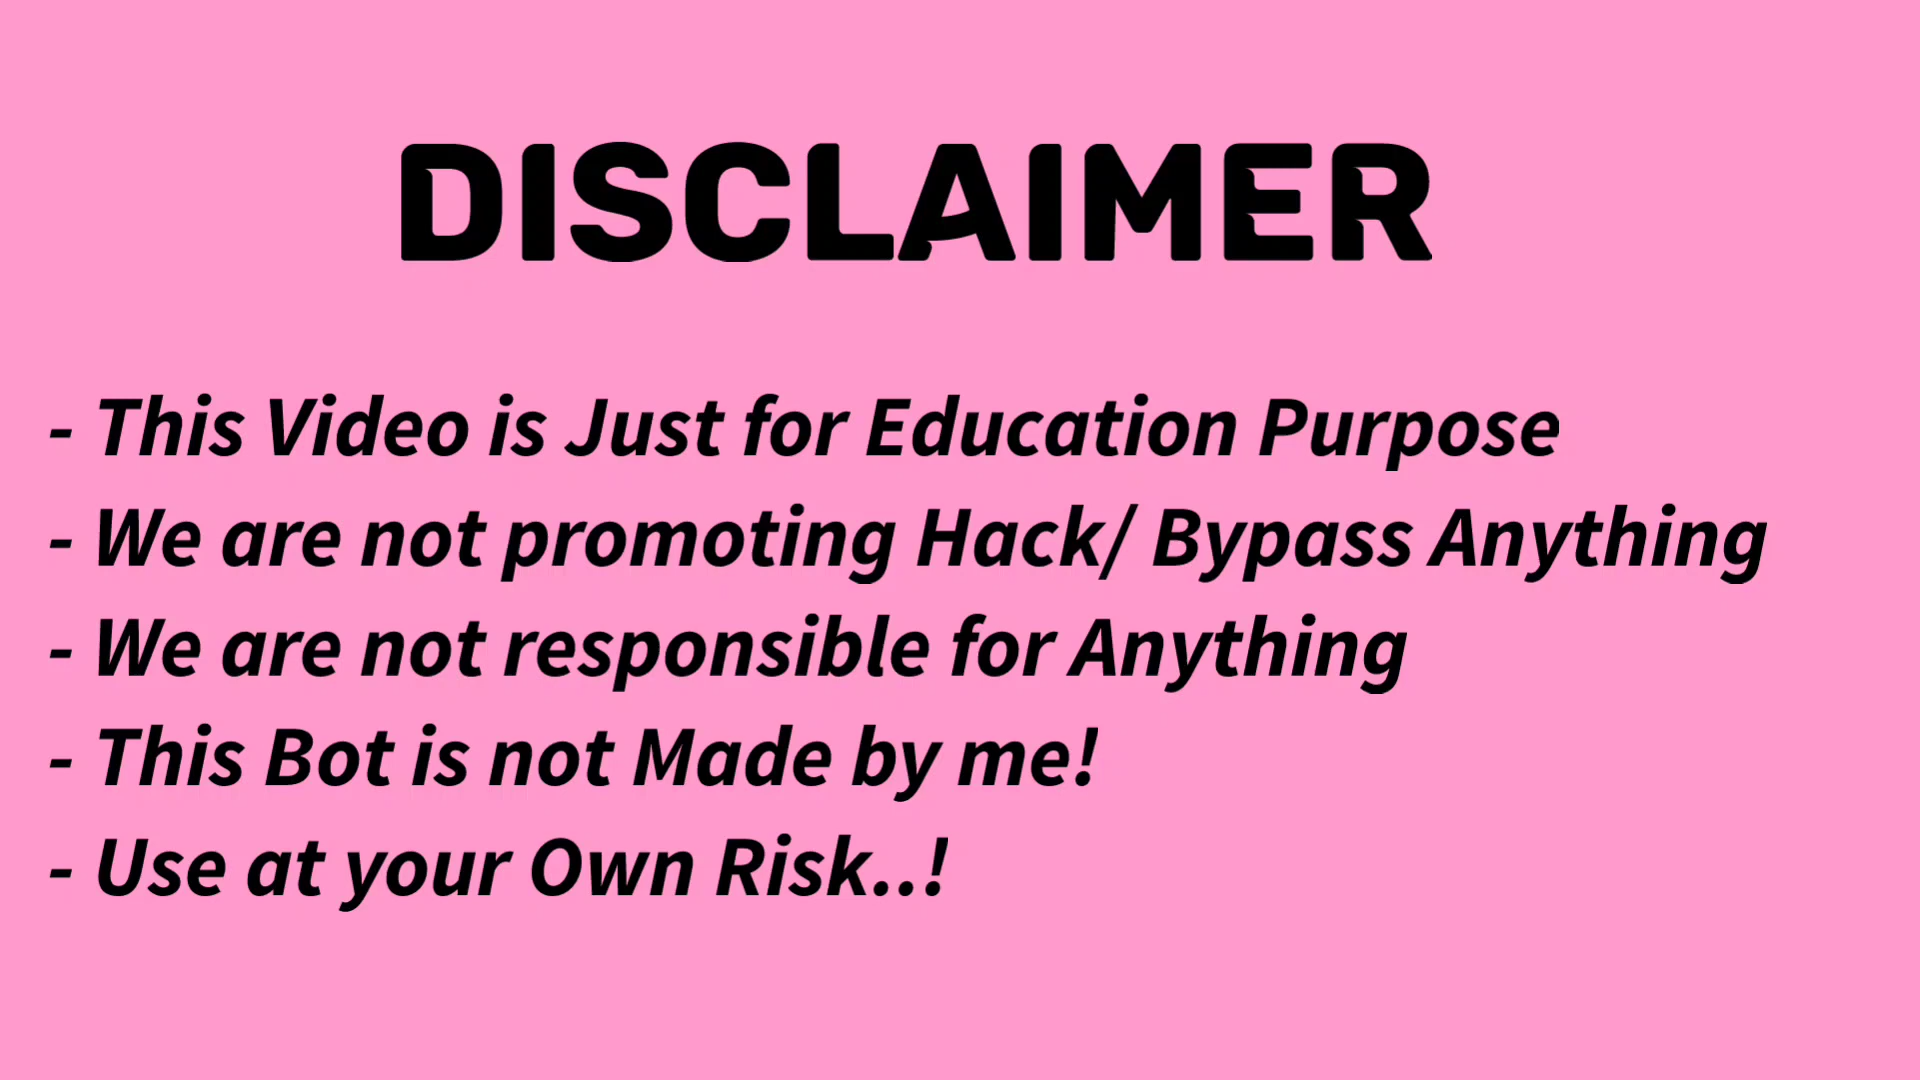 DISCLAIMER
- This Video is Just for Education Purpose
- We are not promoting Hack/ Bypass Anything
- We are not responsible for Anything
- This Bot is not Made by me!
- Use at your Own Risk..!